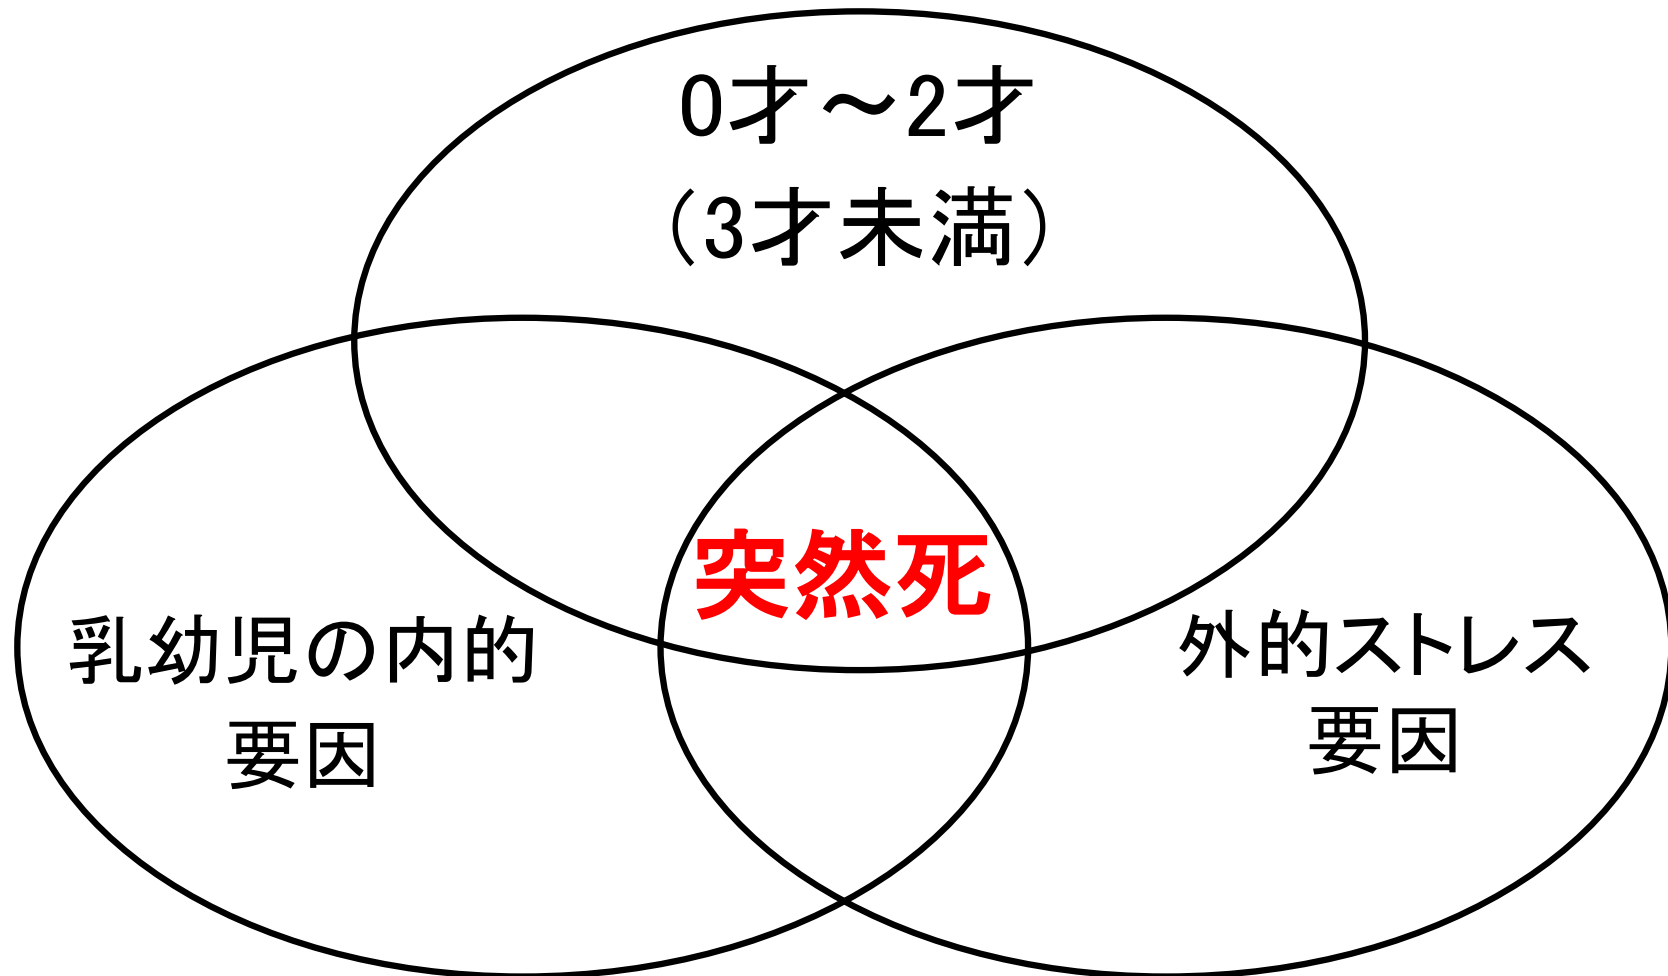 0才～2才
（3才未満）
突然死
乳幼児の内的
要因
外的ストレス
要因